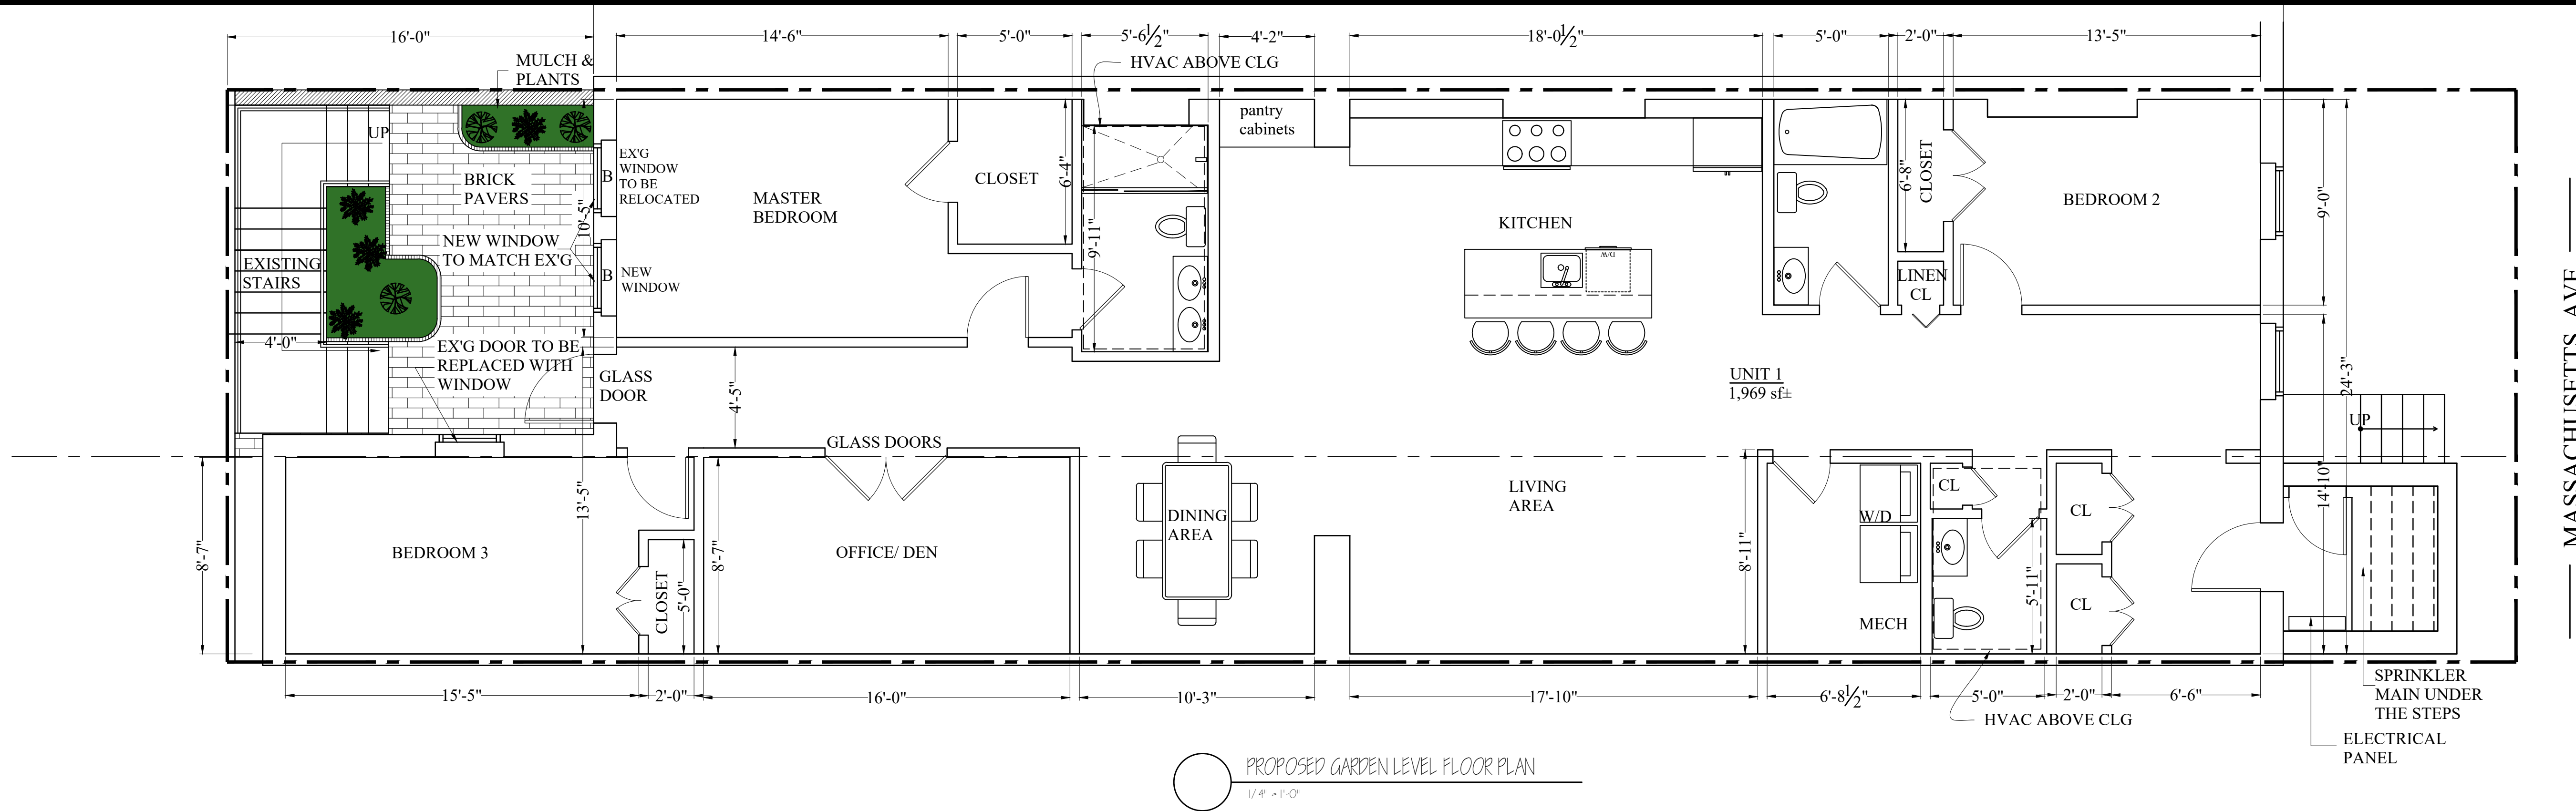 16'-0"
14'-6"
5'-0"
5'-6½"
4'-2"
18'-0½"
5'-0"
2'-0"
13'-5"
MULCH &
PLANTS
HVAC ABOVE CLG
UP
pantry
cabinets
EX'G
WINDOW
TO BE
RELOCATED
B
BRICK
PAVERS
10'-5"
MASTER
BEDROOM
CLOSET
6'-4"
9'-11"
KITCHEN
D/W
6'-8"
CLOSET
BEDROOM 2
9'-0"
NEW WINDOW
TO MATCH EX'G
B
NEW
WINDOW
EXISTING
STAIRS
LINEN
CL
4'-0"
EX'G DOOR TO BE
REPLACED WITH
WINDOW
GLASS
DOOR
4'-5"
UNIT 1
1,969 sf±
24'-3"
UP
MASSACHUSETTS AVE
GLASS DOORS
8'-7"
BEDROOM 3
13'-5"
CLOSET
5'-0"
8'-7"
OFFICE/ DEN
DINING
AREA
LIVING
AREA
8'-11"
W/D
MECH
CL
5'-11"
CL
CL
14'-10"
15'-5"
2'-0"
16'-0"
10'-3"
17'-10"
6'-8½"
5'-0"
2'-0"
6'-6"
HVAC ABOVE CLG
SPRINKLER
MAIN UNDER
THE STEPS
ELECTRICAL
PANEL
PROPOSED GARDEN LEVEL FLOOR PLAN
1/4" = 1'-0"